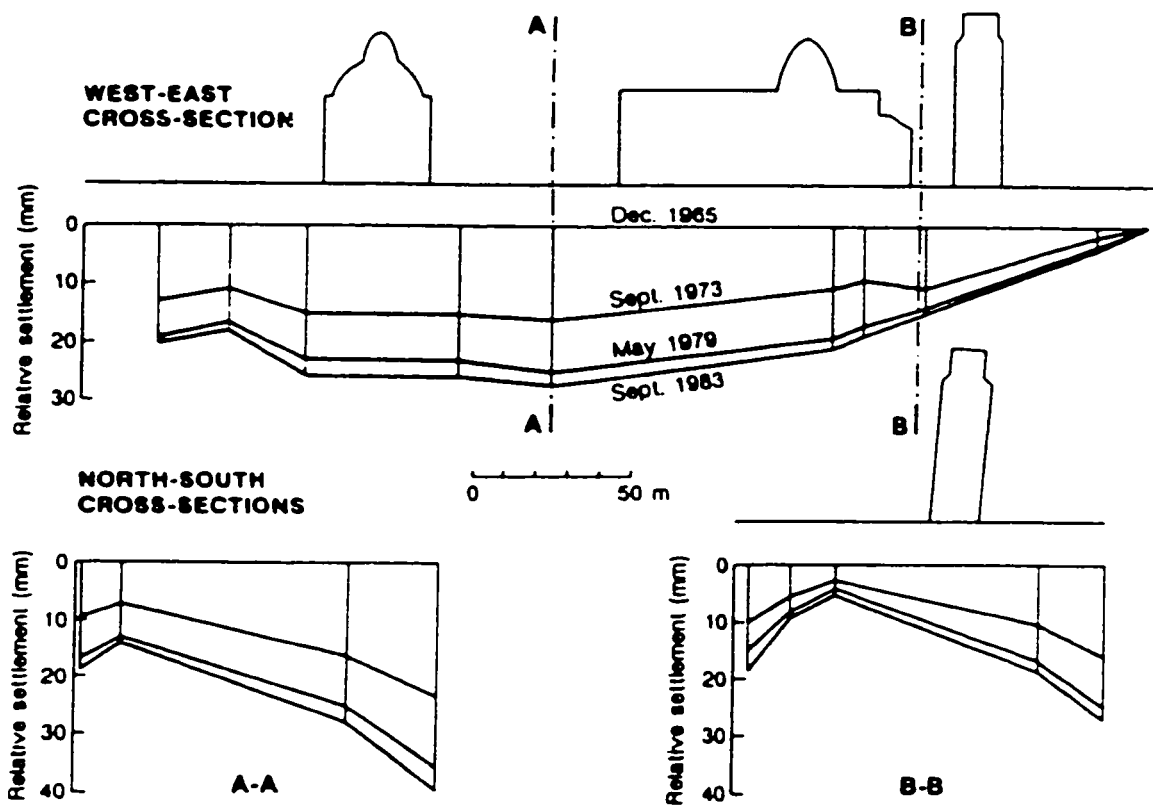 A
B
WEST-EAST
CROSS-SECTION
Relative settlement (mm)
0
10
20
30
Dec. 1965
Sept. 1973
May 1979
Sept. 1983
A
B
NORTH-SOUTH
CROSS-SECTIONS
0 50 m
Relative settlement (mm)
0
10
20
30
40
A-A
Relative settlement (mm)
0
10
20
30
40
B-B